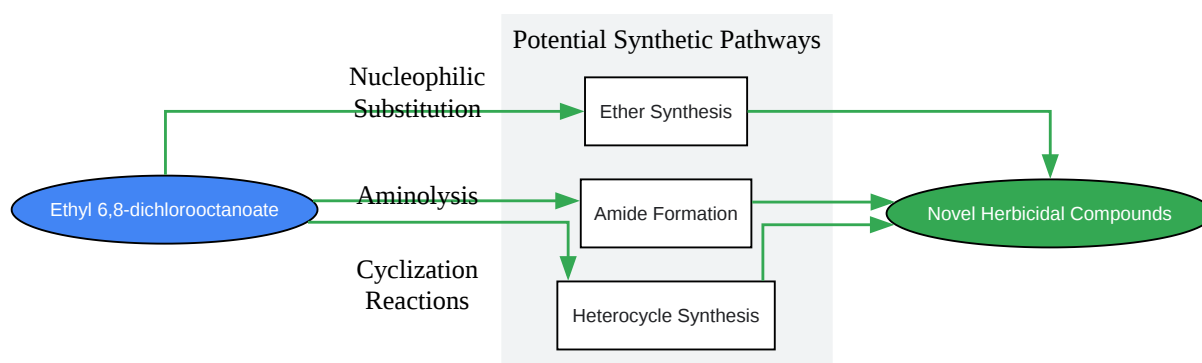 Potential Synthetic Pathways
Nucleophilic
Substitution
Ether Synthesis
Ethyl 6,8-dichlorooctanoate
Aminolysis
Amide Formation
Novel Herbicidal Compounds
Cyclization
Reactions
Heterocycle Synthesis